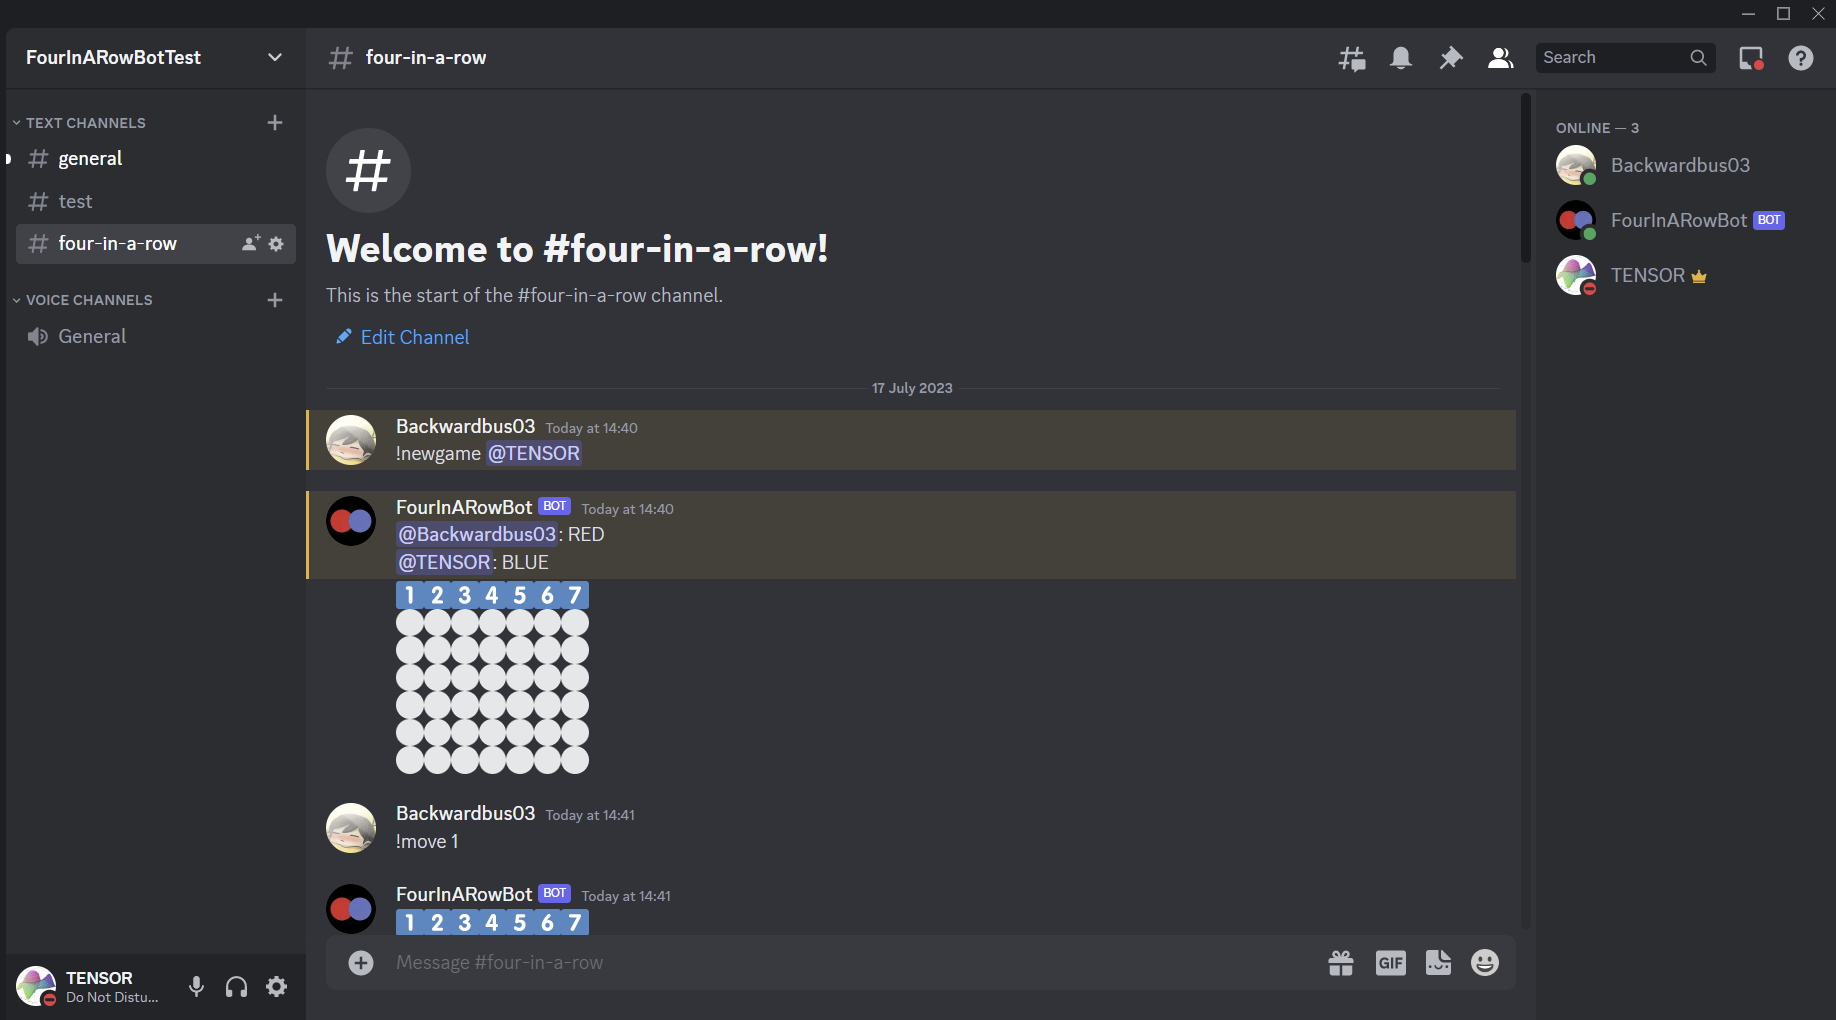 FourInARowBotTest
TEXT CHANNELS
general
test
four-in-a-row
VOICE CHANNELS
General
TENSOR
Do Not Distu...
four-in-a-row
Search
Welcome to #four-in-a-row!
This is the start of the #four-in-a-row channel.
Edit Channel
17 July 2023
Backwardbus03 Today at 14:40
!newgame @TENSOR
FourInARowBot BOT Today at 14:40
@Backwardbus03: RED
@TENSOR: BLUE
1 2 3 4 5 6 7
Backwardbus03 Today at 14:41
!move 1
FourInARowBot BOT Today at 14:41
1 2 3 4 5 6 7
Message #four-in-a-row
GIF
ONLINE — 3
Backwardbus03
FourInARowBot BOT
TENSOR